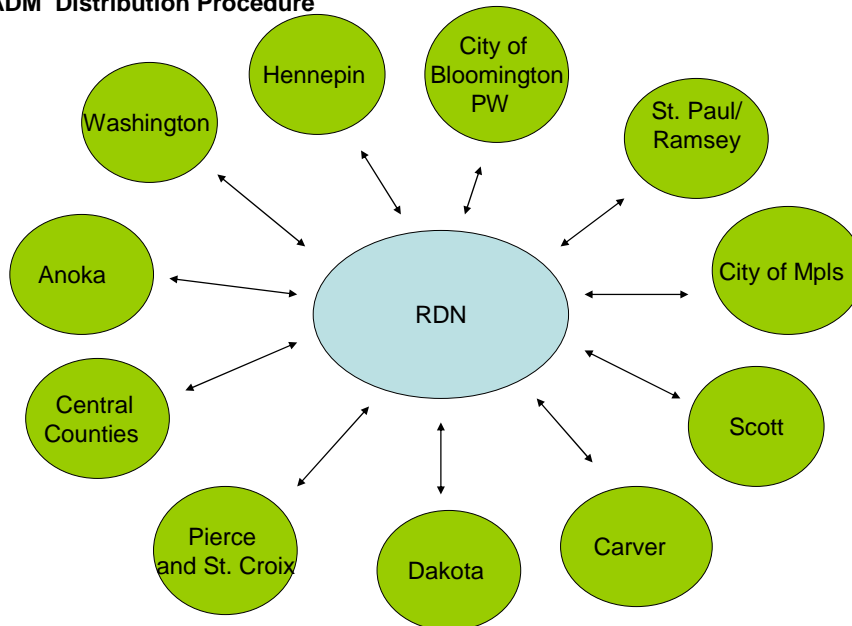 ADM Distribution Procedure
Hennepin
City of
Bloomington
PW
Washington
St. Paul/
Ramsey
Anoka
City of Mpls
RDN
Central
Counties
Scott
Pierce
and St. Croix
Dakota
Carver